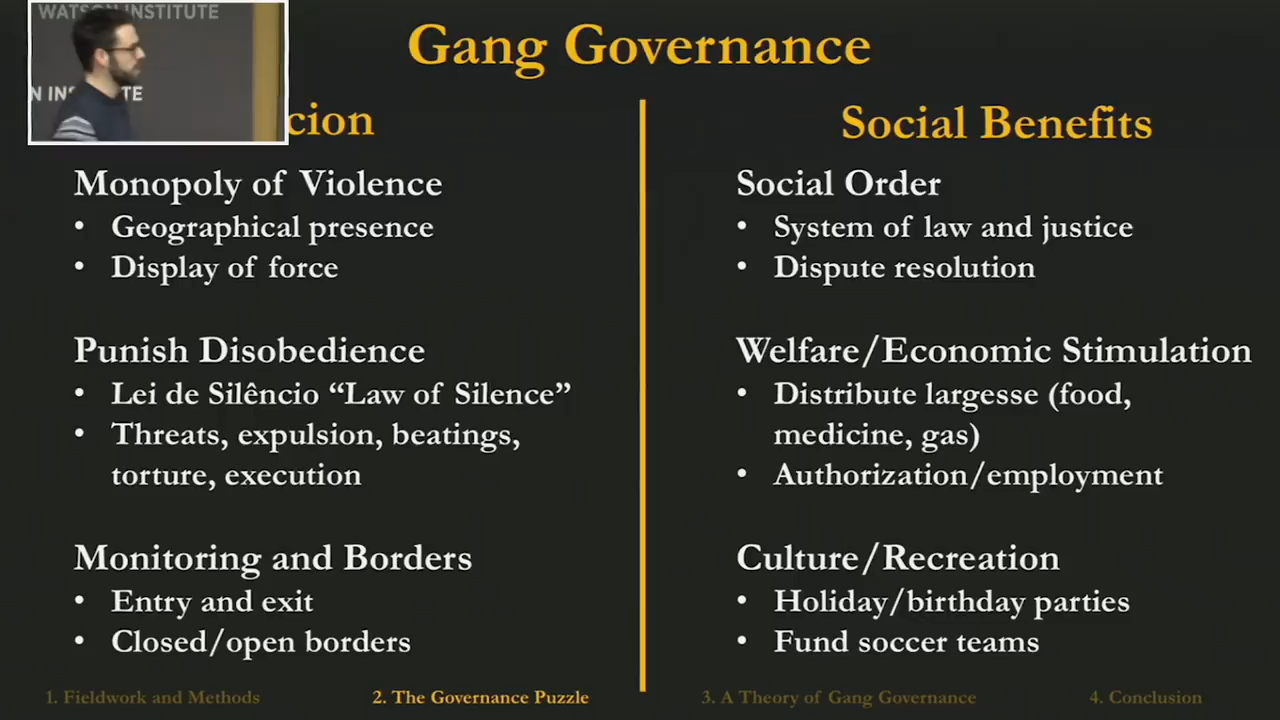 WATSON INSTITUTE
N INS
TE
Gang Governance
cion
Monopoly of Violence
• Geographical presence
• Display of force
Punish Disobedience
• Lei de Silêncio “Law of Silence”
• Threats, expulsion, beatings,
torture, execution
Monitoring and Borders
• Entry and exit
• Closed/open borders
Social Benefits
Social Order
• System of law and justice
• Dispute resolution
Welfare/Economic Stimulation
• Distribute largesse (food,
medicine, gas)
• Authorization/employment
Culture/Recreation
• Holiday/birthday parties
• Fund soccer teams
1. Fieldwork and Methods
2. The Governance Puzzle
3. A Theory of Gang Governance
4. Conclusion